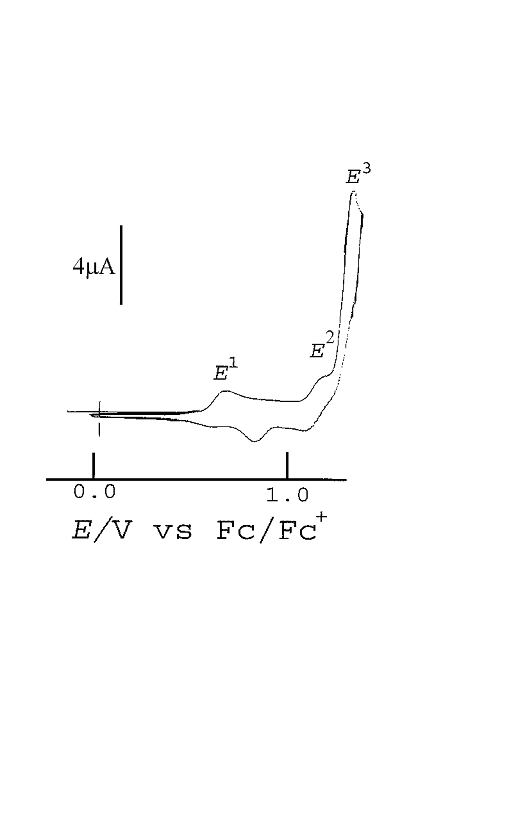 E³
4μA
E²
E¹
0.0 1.0
E/V vs Fc/Fc⁺